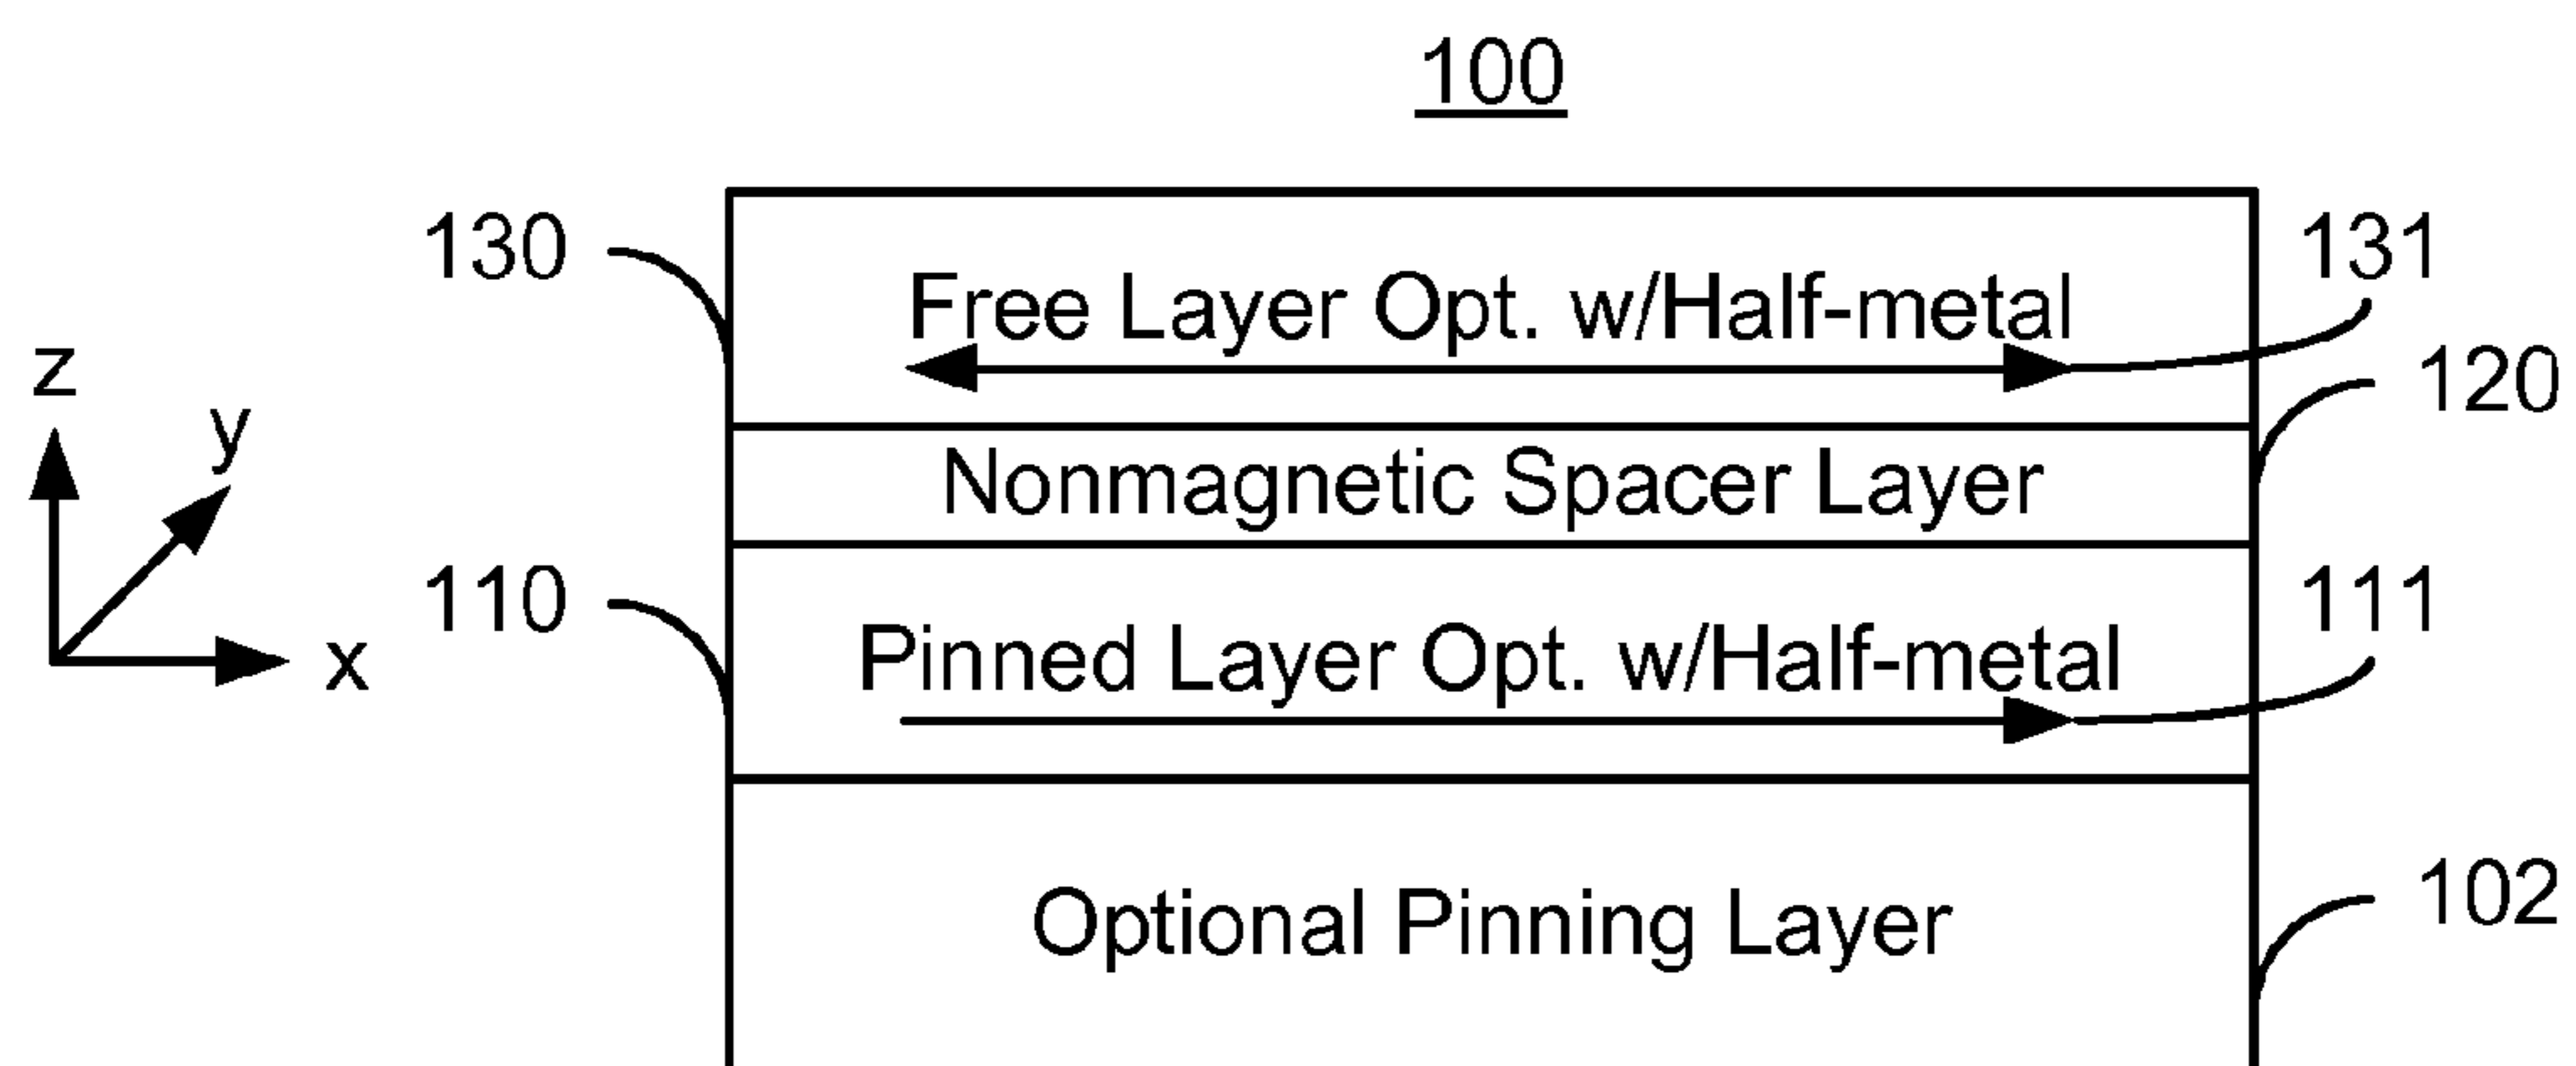 100
130
Free Layer Opt. w/Half-metal
131
z
y
x
Nonmagnetic Spacer Layer
120
110
Pinned Layer Opt. w/Half-metal
111
Optional Pinning Layer
102